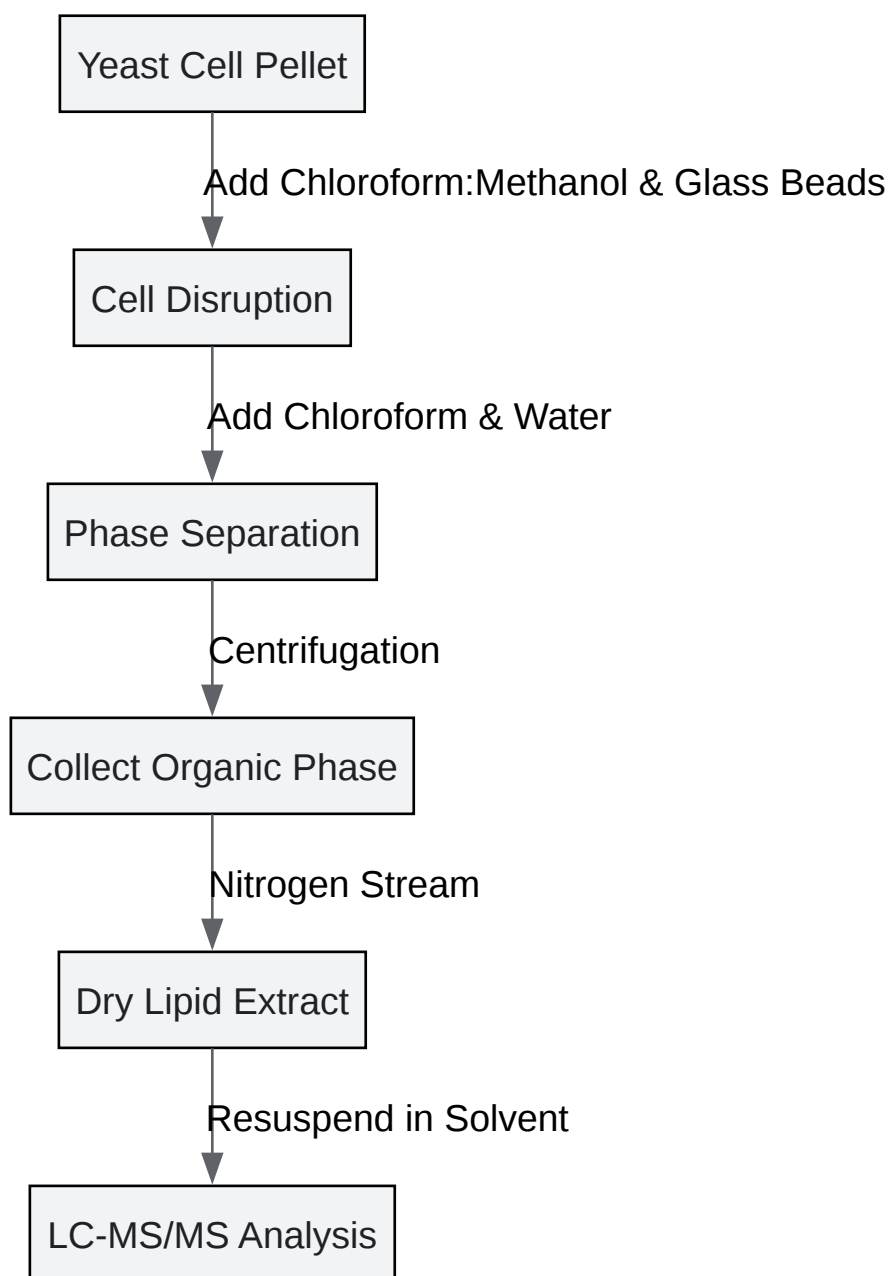 Yeast Cell Pellet
Add Chloroform:Methanol & Glass Beads
Cell Disruption
Add Chloroform & Water
Phase Separation
Centrifugation
Collect Organic Phase
Nitrogen Stream
Dry Lipid Extract
Resuspend in Solvent
LC-MS/MS Analysis